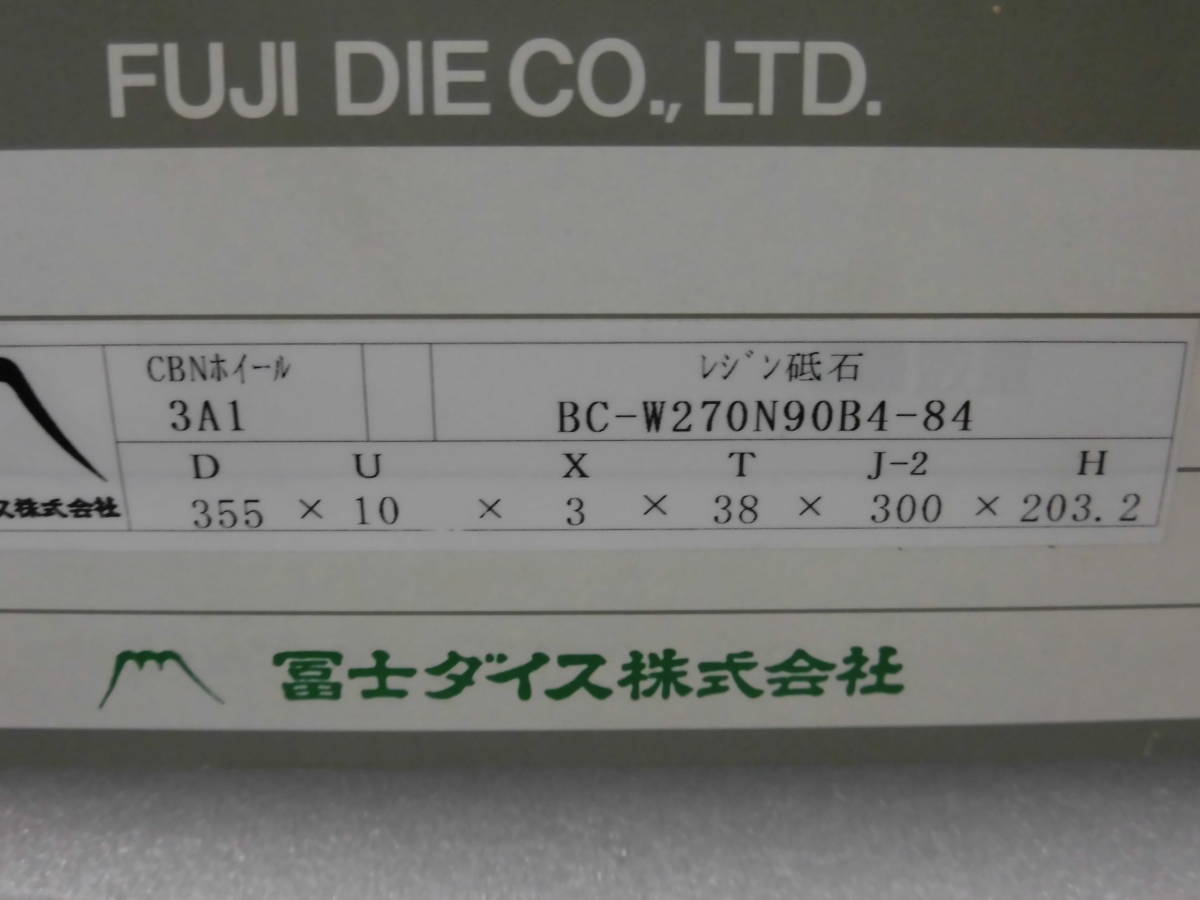 FUJI DIE CO., LTD.
CBNホイール レジン砥石
3A1 BC-W270N90B4-84
D U X T J-2 H
355 × 10 × 3 × 38 × 300 × 203.2
ス株式会社
冨士ダイス株式会社